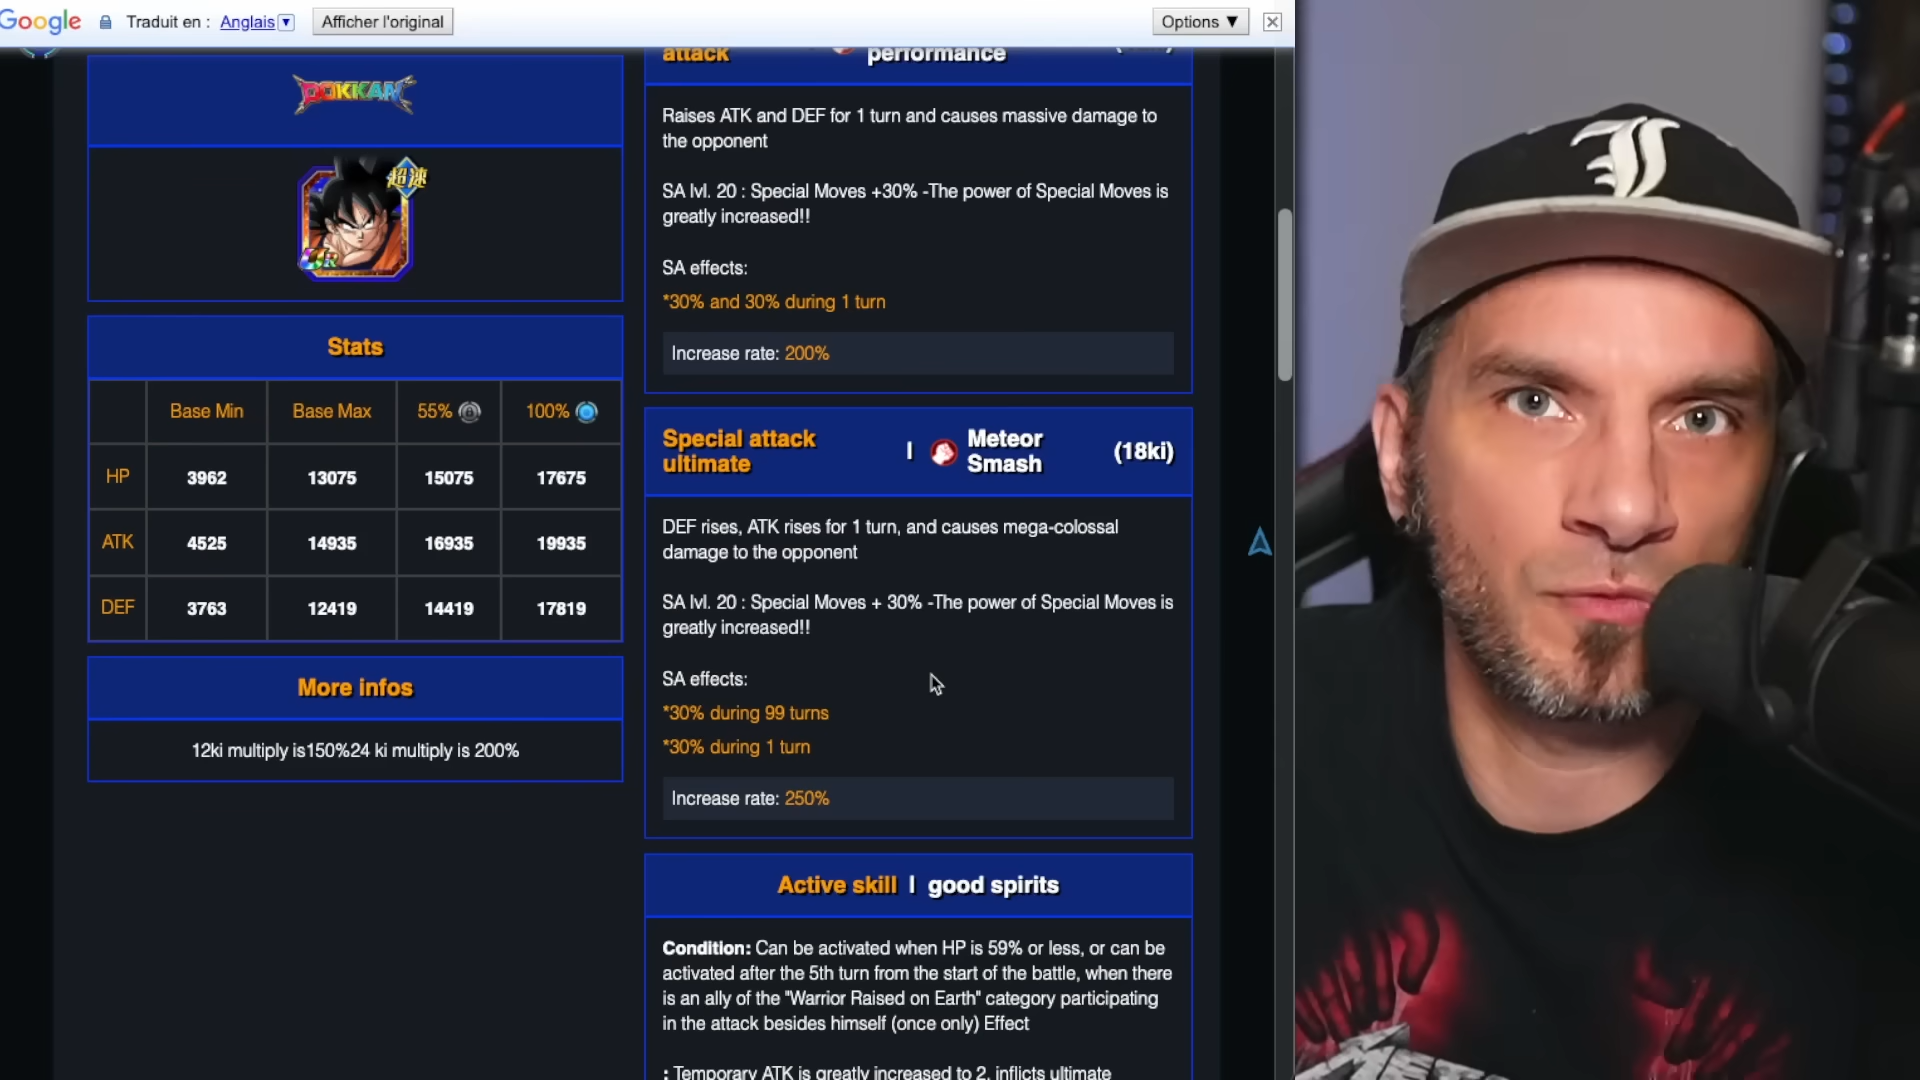 Google
Traduit en :
Anglais
Afficher l'original
Options ▼
DOKKAN
超速
UR
Stats
Base Min
Base Max
55%
100%
HP
3962
13075
15075
17675
ATK
4525
14935
16935
19935
DEF
3763
12419
14419
17819
More infos
12ki multiply is150%24 ki multiply is 200%
attack
performance
Raises ATK and DEF for 1 turn and causes massive damage to
the opponent
SA lvl. 20 : Special Moves +30% -The power of Special Moves is
greatly increased!!
SA effects:
*30% and 30% during 1 turn
Increase rate: 200%
Special attack
ultimate
|
Meteor
Smash
(18ki)
DEF rises, ATK rises for 1 turn, and causes mega-colossal
damage to the opponent
SA lvl. 20 : Special Moves + 30% -The power of Special Moves is
greatly increased!!
SA effects:
*30% during 99 turns
*30% during 1 turn
Increase rate: 250%
Active skill | good spirits
Condition: Can be activated when HP is 59% or less, or can be
activated after the 5th turn from the start of the battle, when there
is an ally of the "Warrior Raised on Earth" category participating
in the attack besides himself (once only) Effect
: Temporary ATK is greatly increased to 2, inflicts ultimate